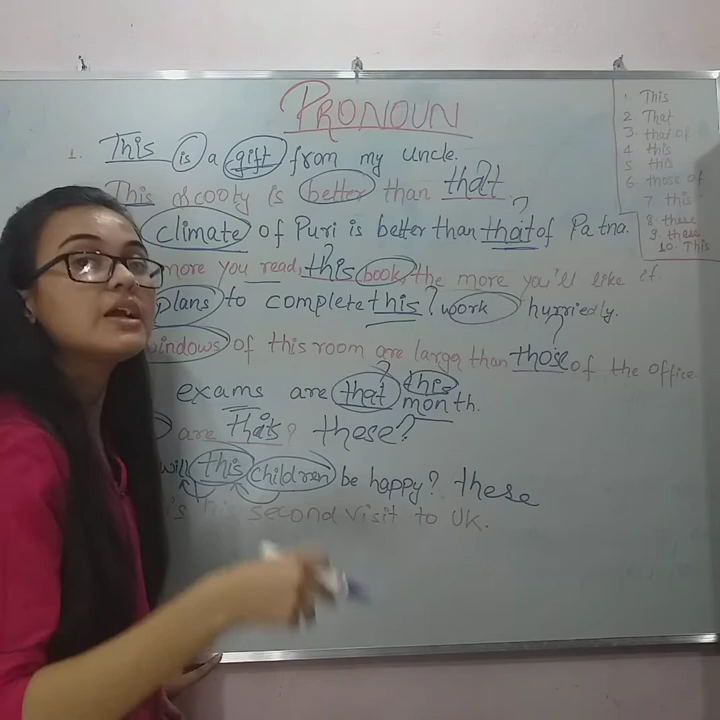 PRONOUN
1. This is a gift from my uncle.
This scooty is better than that
climate of Puri is better than that of Patna.
?
more you read, this book, the more you'll like it
plans to complete this? work hurriedly.
windows of this room are larger than those of the office.
?
exams are that this month.
are this? these?
will this children be happy? these
is his second visit to UK.
1. This
2 That
3. that of
4 this
5 this
6. those of
7. this
8. these
9. these
10. This